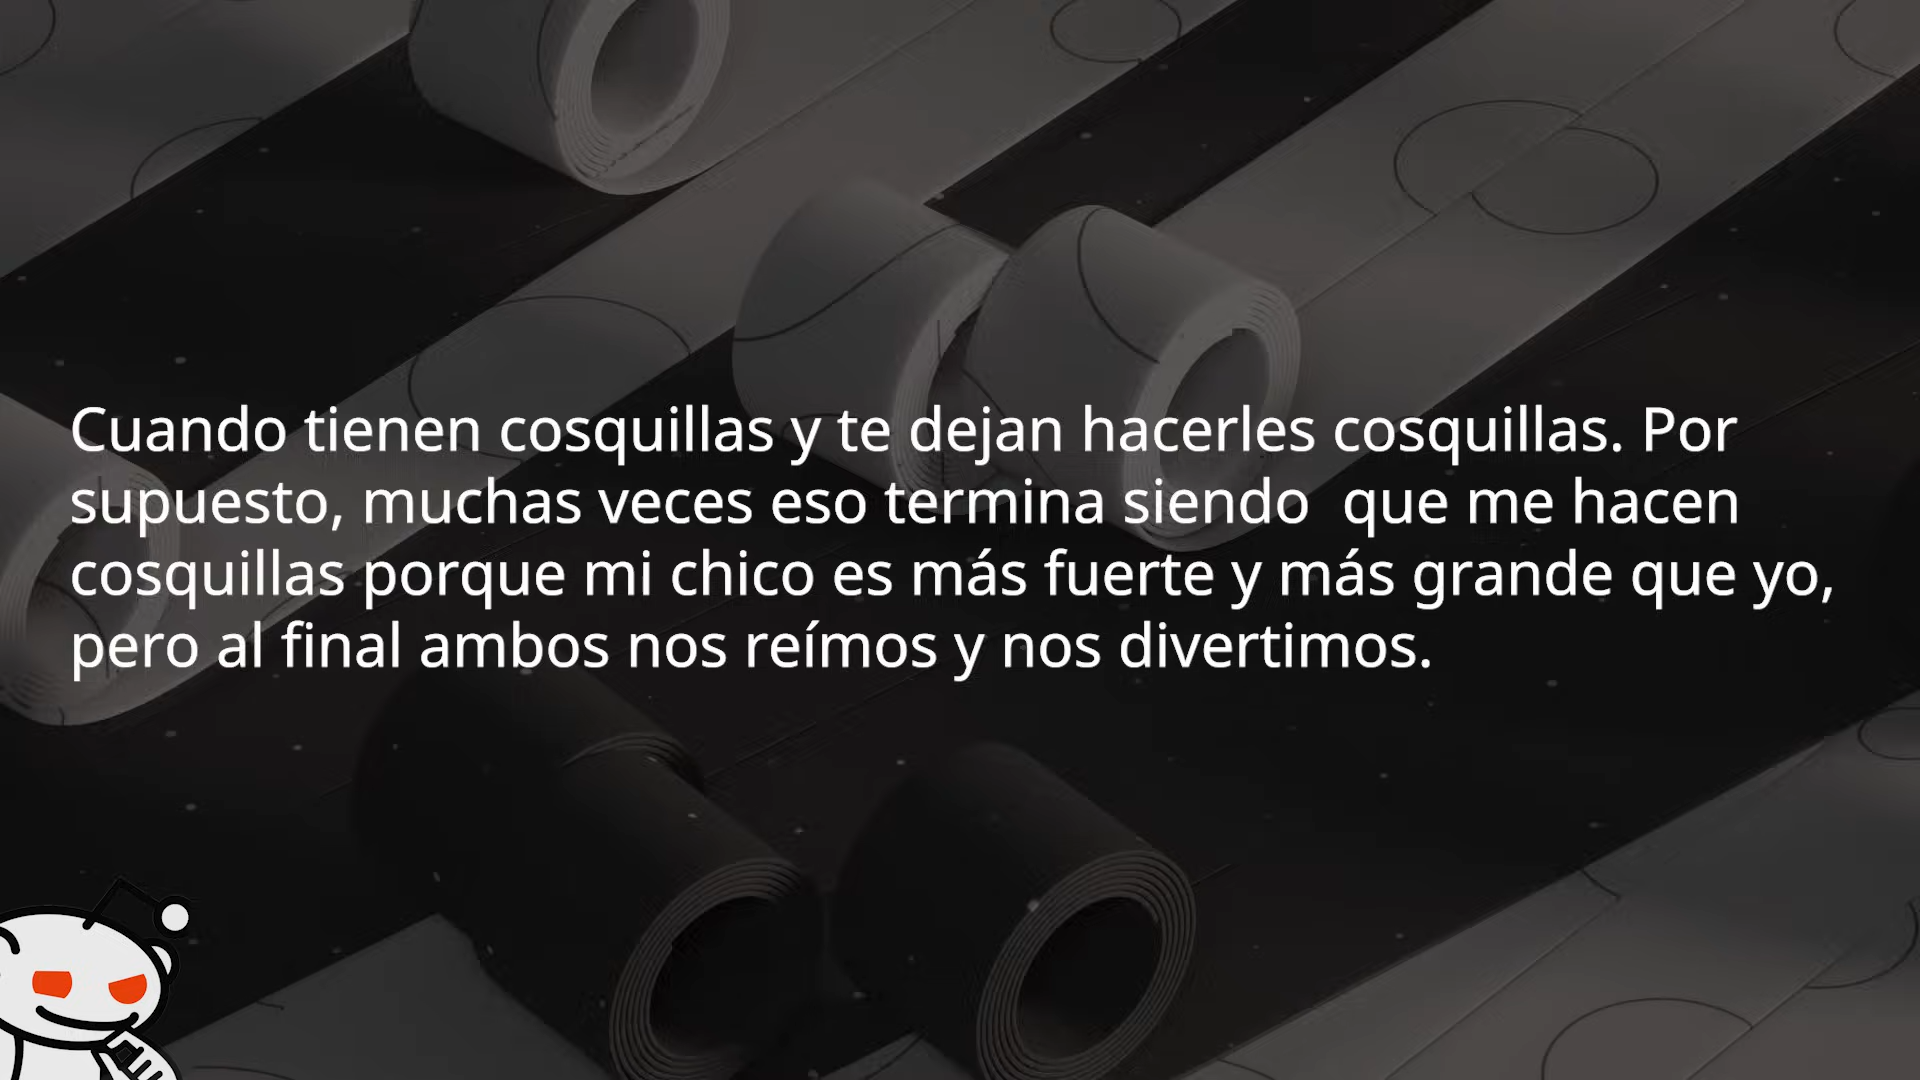 Cuando tienen cosquillas y te dejan hacerles cosquillas. Por
supuesto, muchas veces eso termina siendo  que me hacen
cosquillas porque mi chico es más fuerte y más grande que yo,
pero al final ambos nos reímos y nos divertimos.